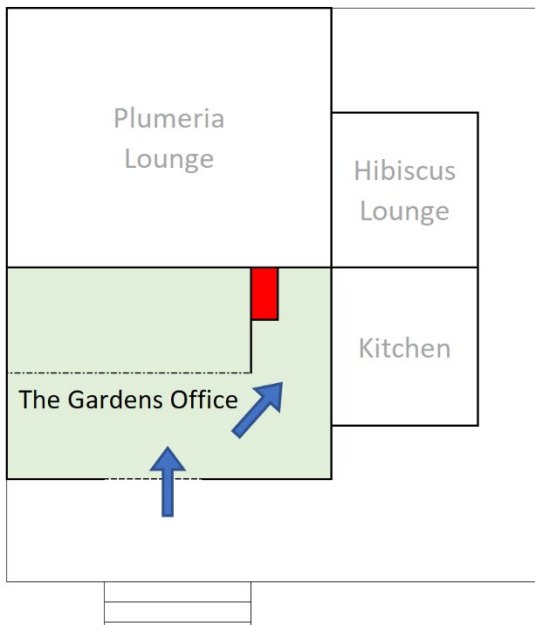 Plumeria
Lounge
Hibiscus
Lounge
Kitchen
The Gardens Office